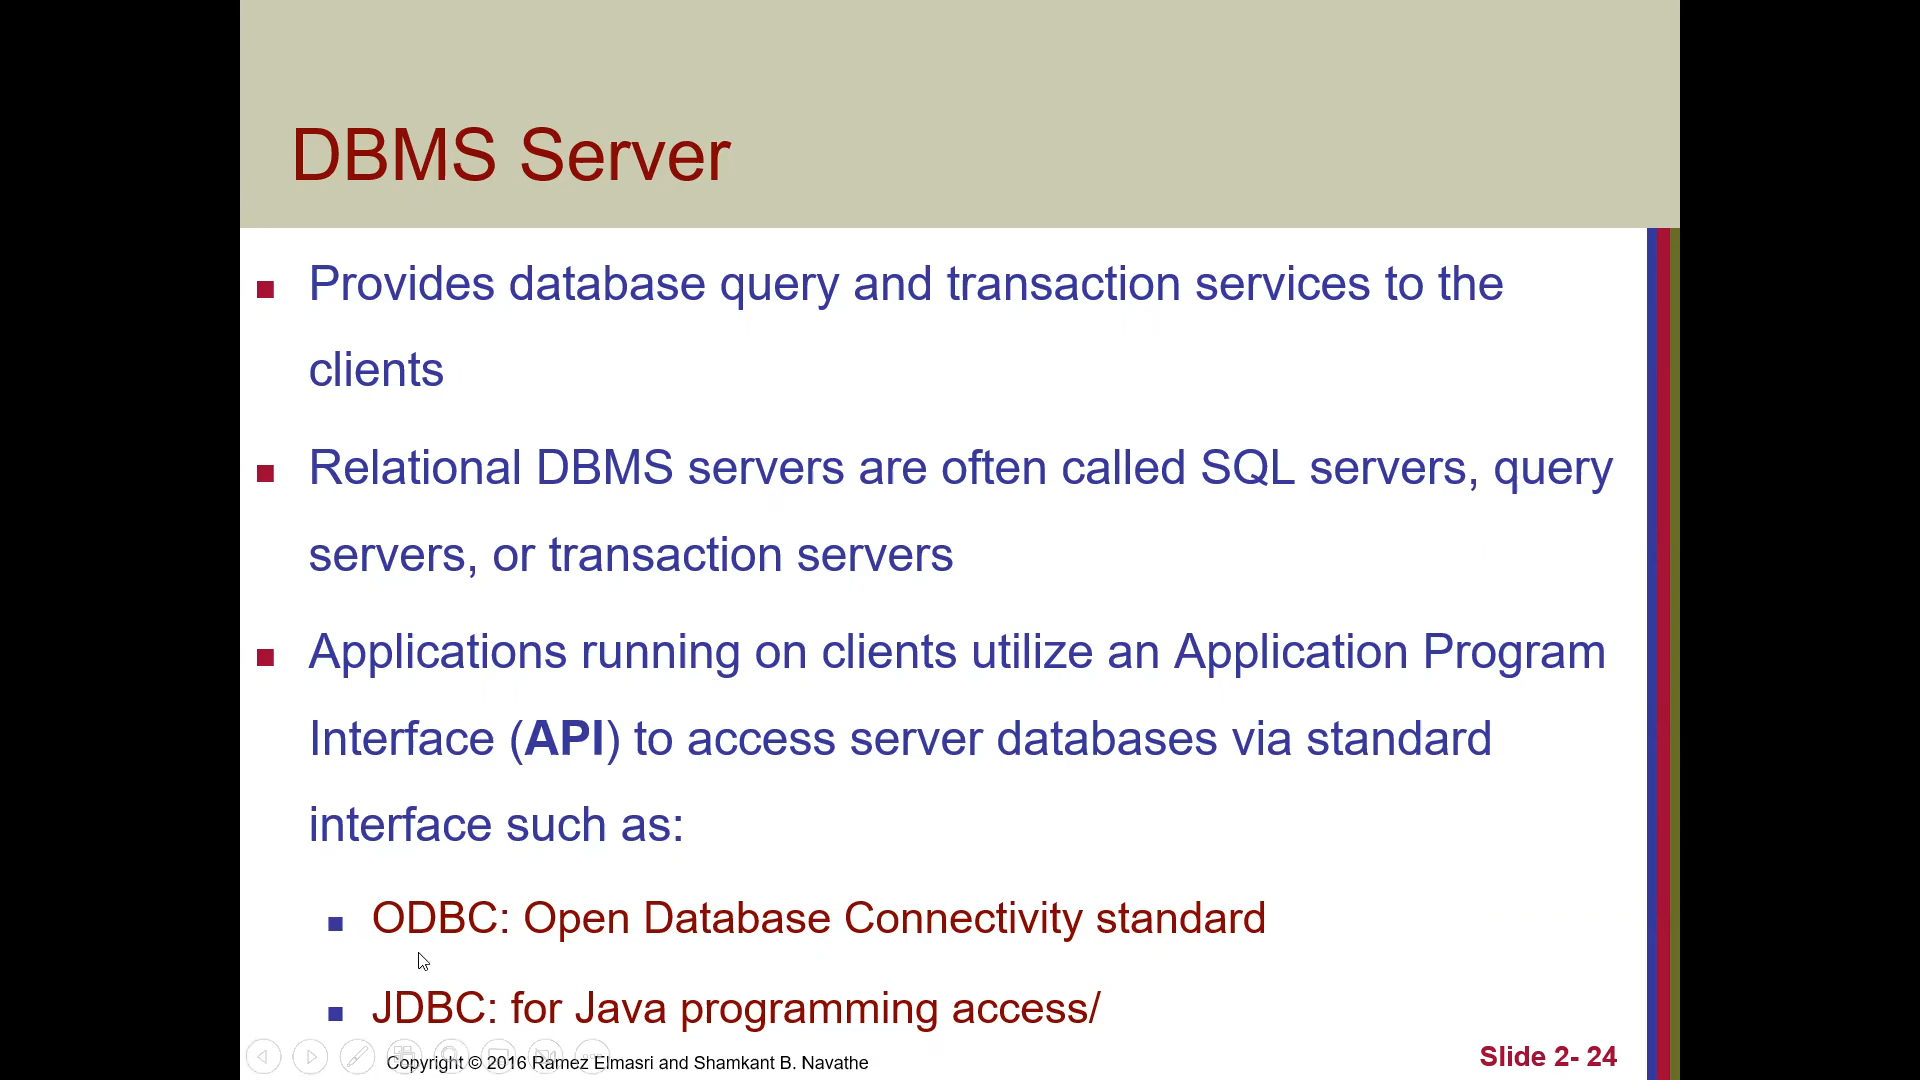 DBMS Server
Provides database query and transaction services to the
clients
Relational DBMS servers are often called SQL servers, query
servers, or transaction servers
Applications running on clients utilize an Application Program
Interface (API) to access server databases via standard
interface such as:
ODBC: Open Database Connectivity standard
JDBC: for Java programming access/
Copyright © 2016 Ramez Elmasri and Shamkant B. Navathe
Slide 2- 24